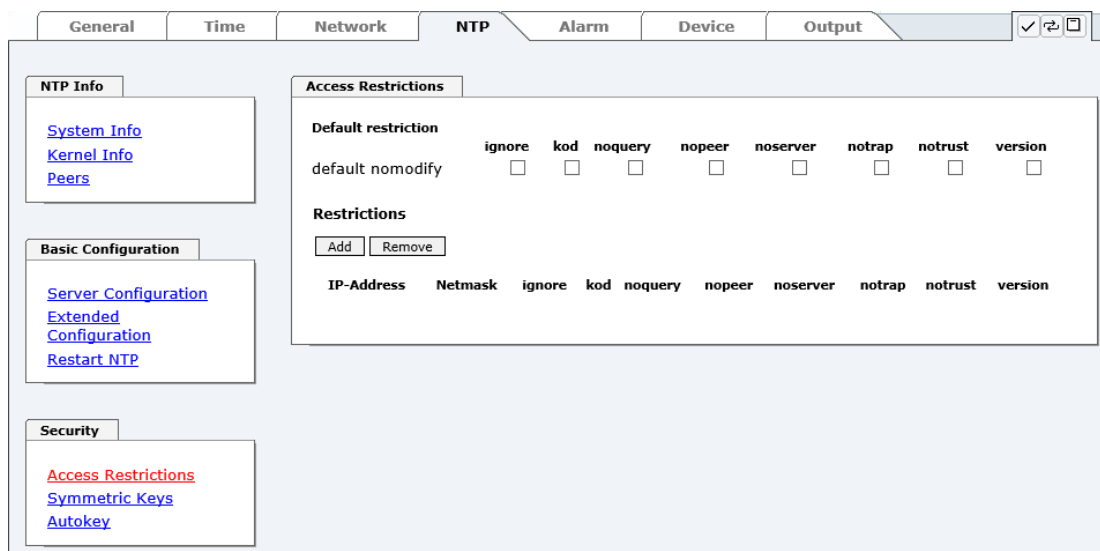 General Time Network NTP Alarm Device Output
NTP Info
System Info
Kernel Info
Peers
Basic Configuration
Server Configuration
Extended
Configuration
Restart NTP
Security
Access Restrictions
Symmetric Keys
Autokey
Access Restrictions
Default restriction
ignore kod noquery nopeer noserver notrap notrust version
default nomodify
Restrictions
Add Remove
IP-Address Netmask ignore kod noquery nopeer noserver notrap notrust version